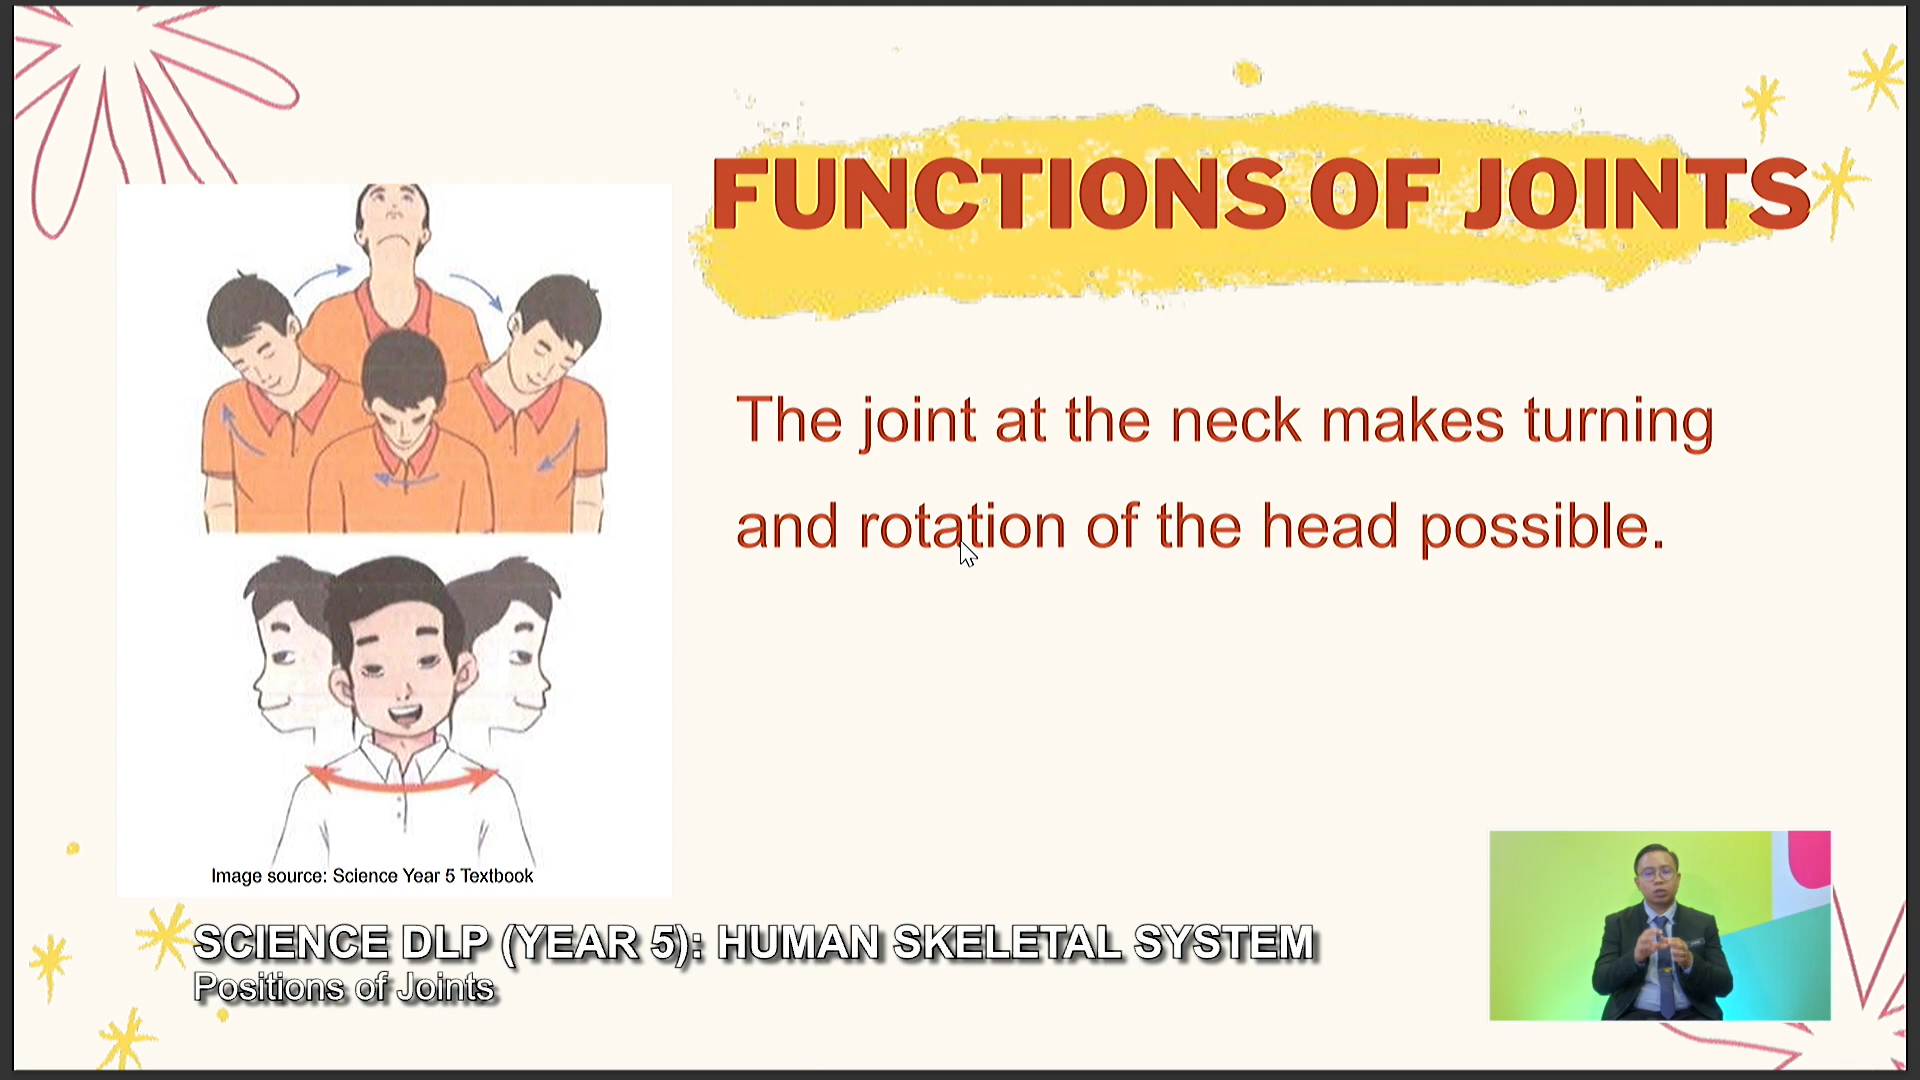 FUNCTIONS OF JOINTS
The joint at the neck makes turning
and rotation of the head possible.
Image source: Science Year 5 Textbook
SCIENCE DLP (YEAR 5): HUMAN SKELETAL SYSTEM
Positions of Joints